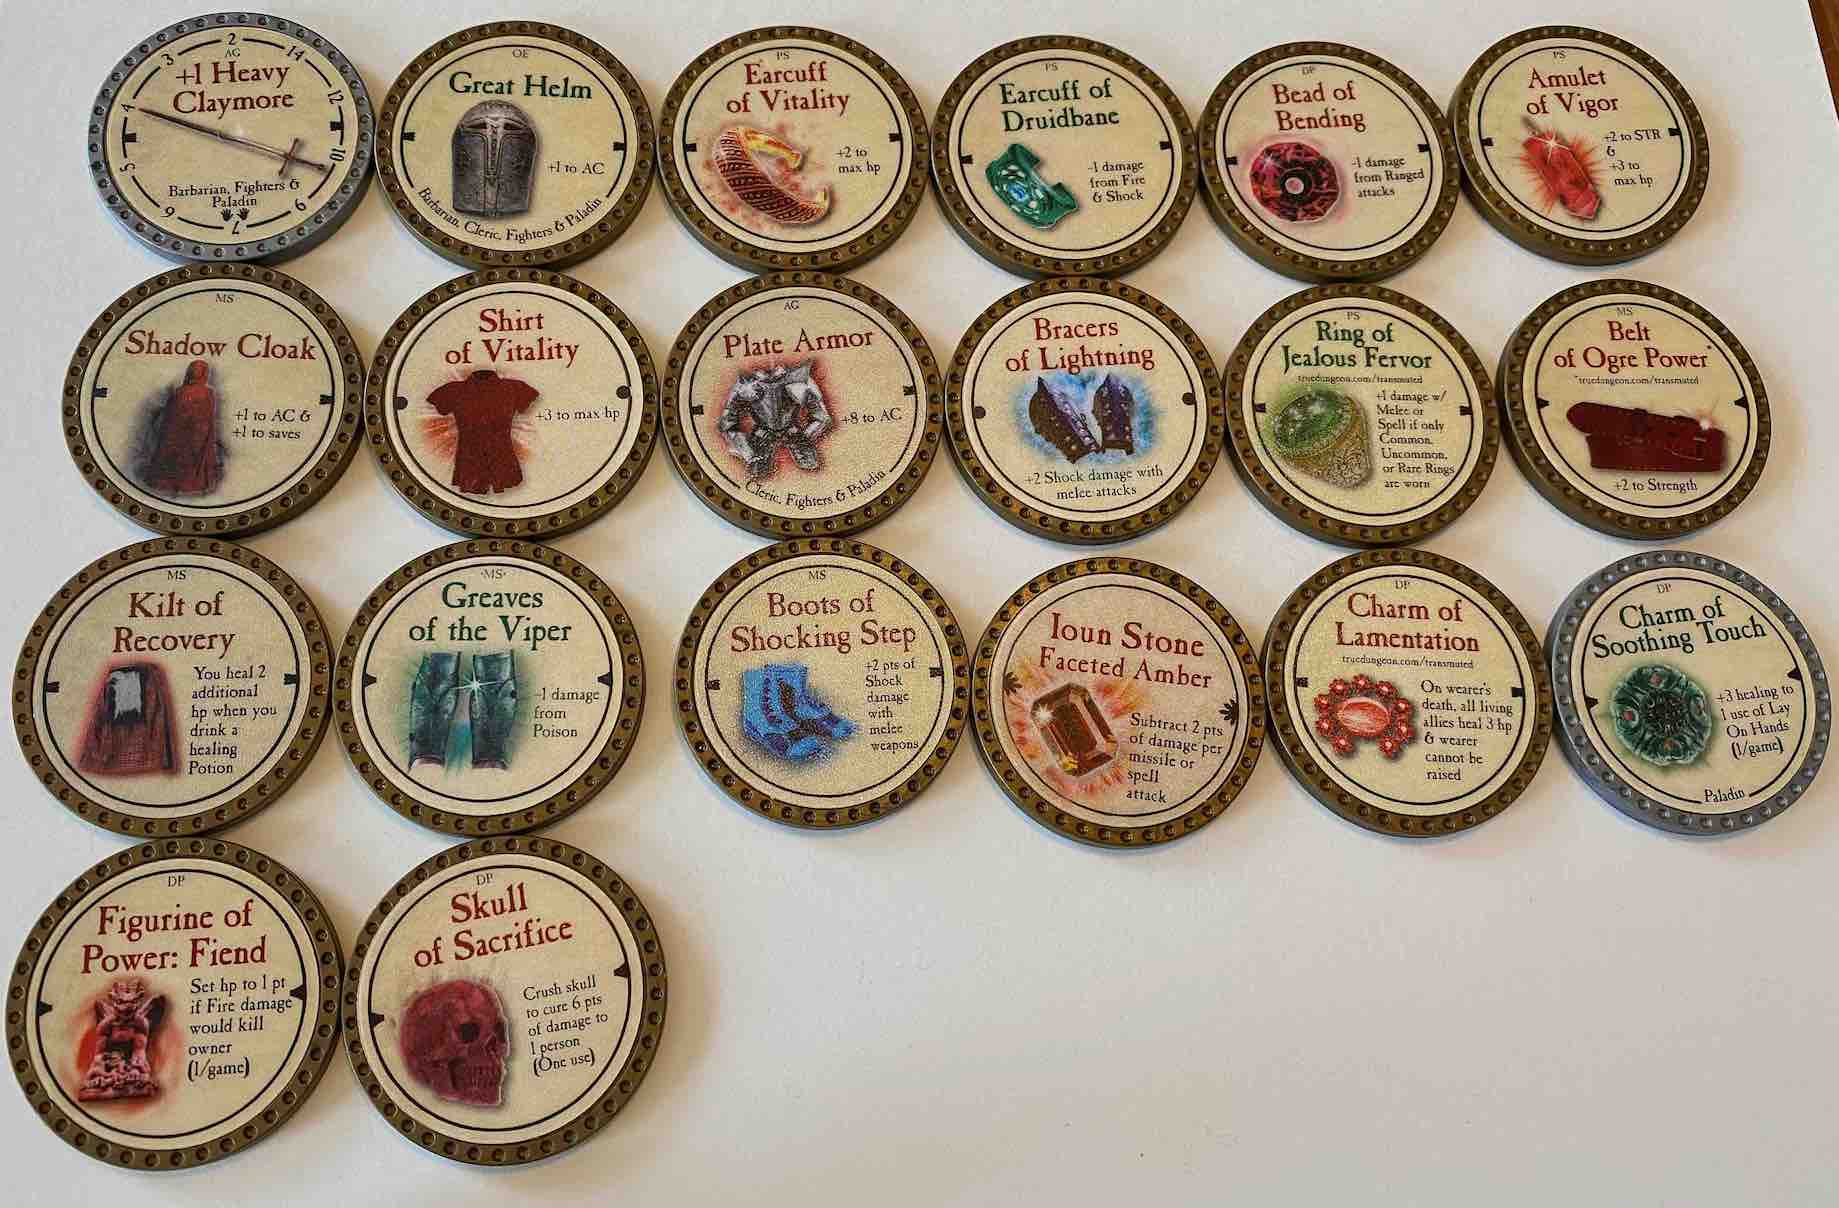 AG
+1 Heavy
Claymore
2
14
12
10
6
7
9
5
4
3
Barbarian, Fighters &
Paladin
OE
Great Helm
+1 to AC
Barbarian, Cleric, Fighters & Paladin
PS
Earcuff
of Vitality
+2 to
max hp
PS
Earcuff of
Druidbane
-1 damage
from Fire
& Shock
DP
Bead of
Bending
-1 damage
from Ranged
attacks
PS
Amulet
of Vigor
+2 to STR
&
+3 to
max hp
MS
Shadow Cloak
+1 to AC &
+1 to saves
Shirt
of Vitality
+3 to max hp
AG
Plate Armor
+8 to AC
Cleric, Fighters & Paladin
Bracers
of Lightning
+2 Shock damage with
melee attacks
PS
Ring of
Jealous Fervor
truedungeon.com/transmuted
+1 damage w/
Melee or
Spell if only
Common,
Uncommon,
or Rare Rings
are worn
MS
Belt
of Ogre Power*
*truedungeon.com/transmuted
+2 to Strength
MS
Kilt of
Recovery
You heal 2
additional
hp when you
drink a
healing
Potion
·MS·
Greaves
of the Viper
-1 damage
from
Poison
MS
Boots of
Shocking Step
+2 pts of
Shock
damage
with
melee
weapons
Ioun Stone
Faceted Amber
Subtract 2 pts
of damage per
missile or
spell
attack
DP
Charm of
Lamentation
truedungeon.com/transmuted
On wearer's
death, all living
allies heal 3 hp
& wearer
cannot be
raised
DP
Charm of
Soothing Touch
+3 healing to
1 use of Lay
On Hands
(1/game)
Paladin
DP
Figurine of
Power: Fiend
Set hp to 1 pt
if Fire damage
would kill
owner
(1/game)
DP
Skull
of Sacrifice
Crush skull
to cure 6 pts
of damage to
1 person
(One use)